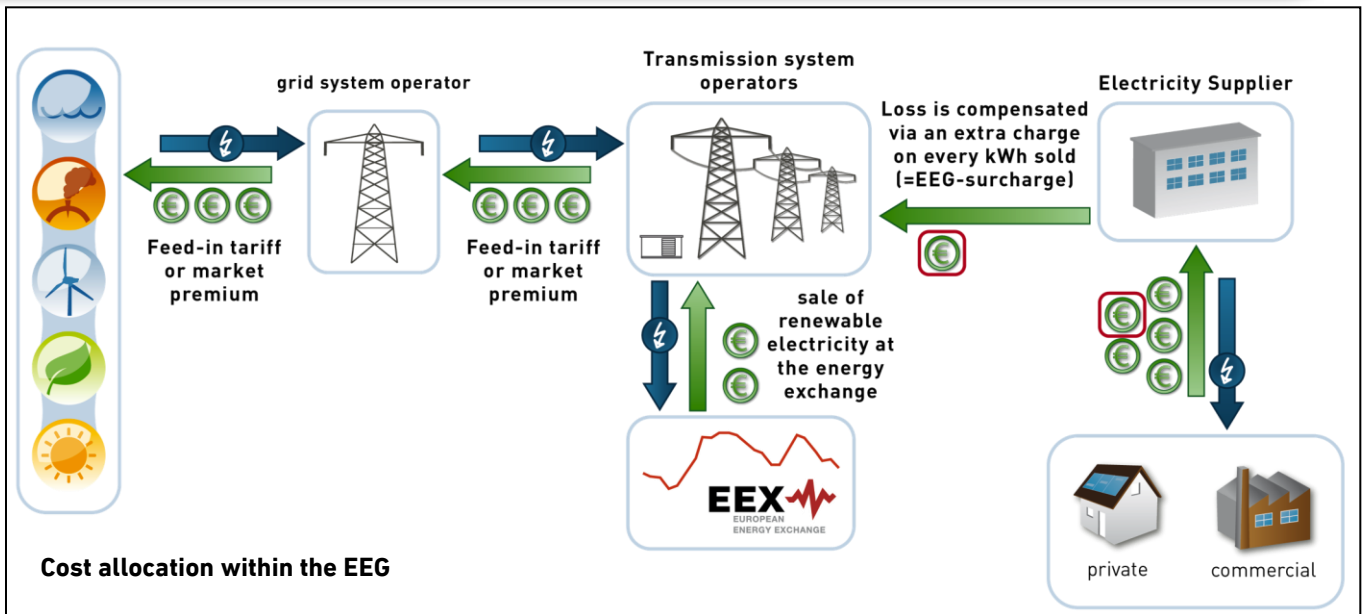 grid system operator
Feed-in tariff
or market
premium
Feed-in tariff
or market
premium
Transmission system
operators
Loss is compensated
via an extra charge
on every kWh sold
(=EEG-surcharge)
Electricity Supplier
€ € €
€ € €
€
€
€
€
€
€
€
€
sale of
renewable
electricity at
the energy
exchange
EEX
EUROPEAN
ENERGY EXCHANGE
private
commercial
Cost allocation within the EEG